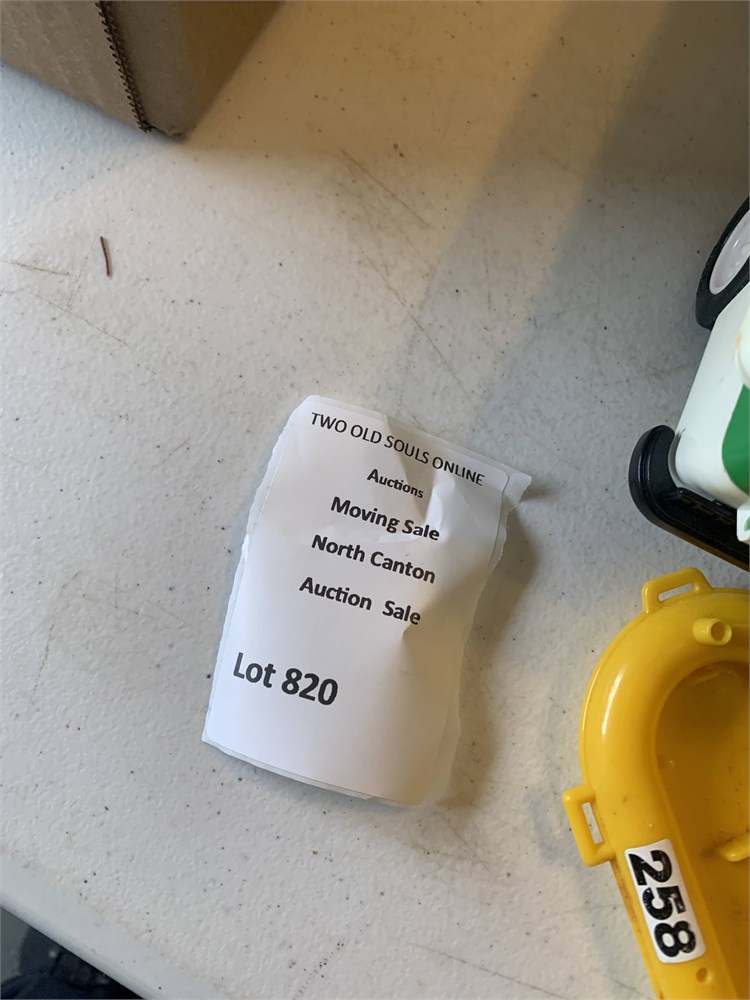 TWO OLD SOULS ONLINE
Auctions
Moving Sale
North Canton
Auction Sale
Lot 820
258